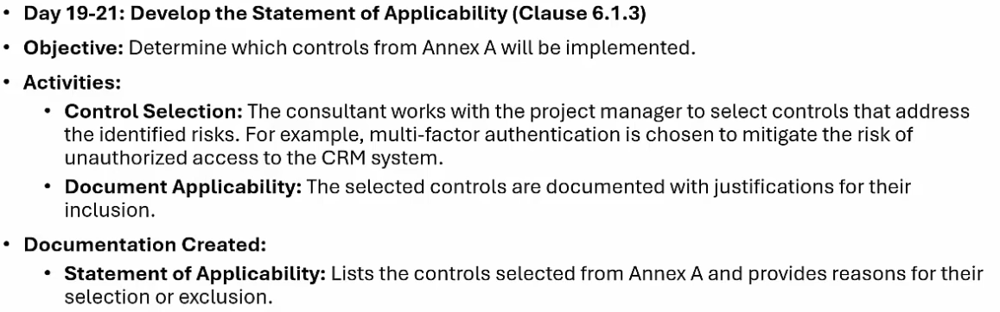 • Day 19-21: Develop the Statement of Applicability (Clause 6.1.3)
• Objective: Determine which controls from Annex A will be implemented.
• Activities:
• Control Selection: The consultant works with the project manager to select controls that address
the identified risks. For example, multi-factor authentication is chosen to mitigate the risk of
unauthorized access to the CRM system.
• Document Applicability: The selected controls are documented with justifications for their
inclusion.
• Documentation Created:
• Statement of Applicability: Lists the controls selected from Annex A and provides reasons for their
selection or exclusion.